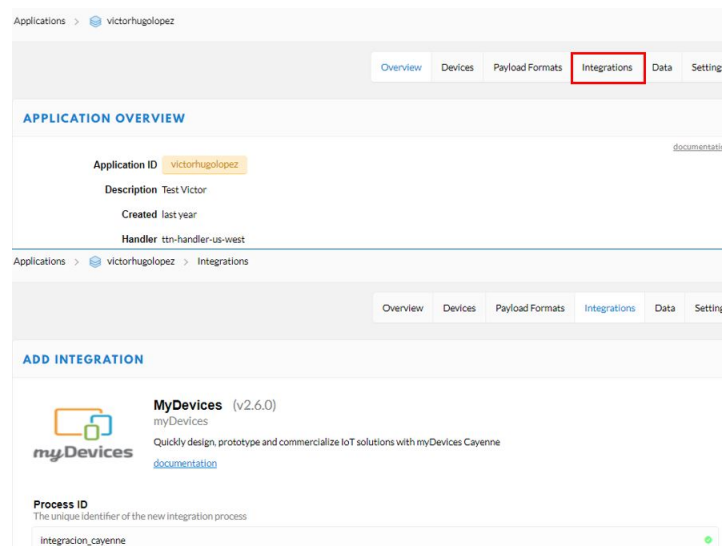 Applications > victorhugolopez
Overview Devices Payload Formats Integrations Data Settings
APPLICATION OVERVIEW
documentatio
Application ID victorhugolopez
Description Test Victor
Created last year
Handler ttn-handler-us-west
Applications > victorhugolopez > Integrations
Overview Devices Payload Formats Integrations Data Setting
ADD INTEGRATION
MyDevices (v2.6.0)
myDevices
myDevices
Quickly design, prototype and commercialize IoT solutions with myDevices Cayenne
documentation
Process ID
The unique identifier of the new integration process
integracion_cayenne